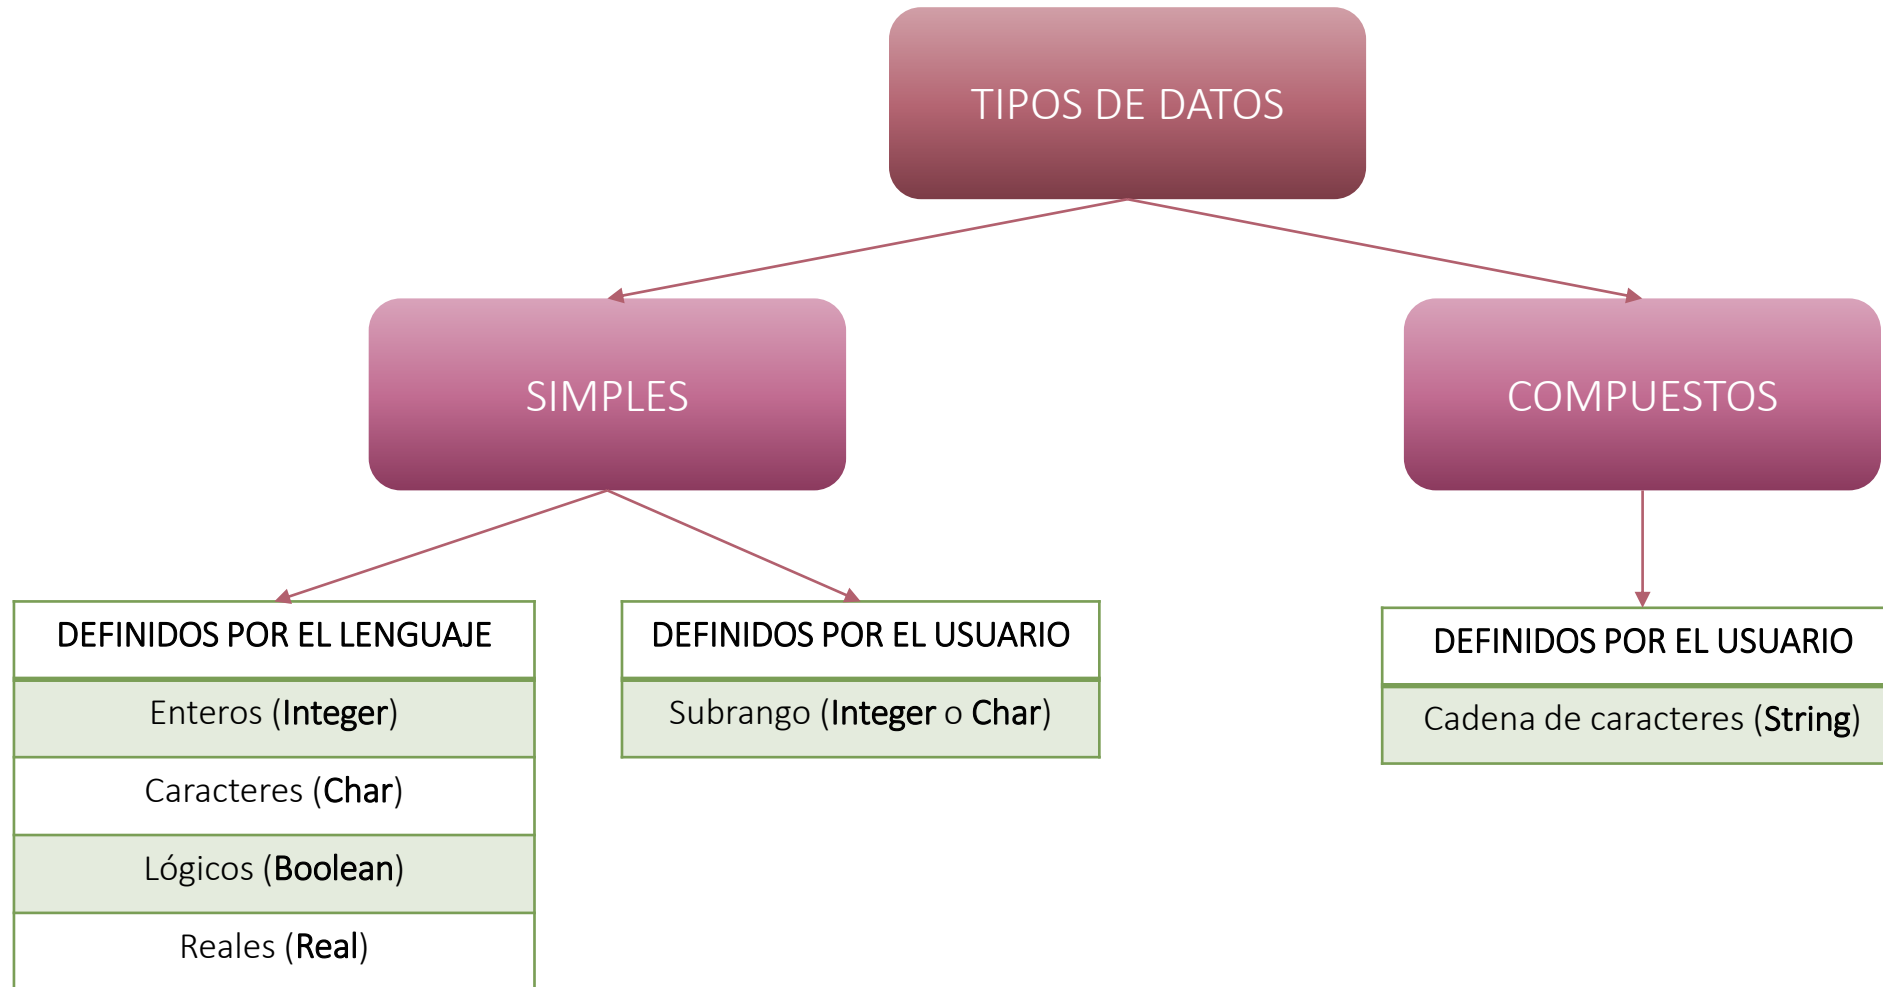 TIPOS DE DATOS
SIMPLES
COMPUESTOS
DEFINIDOS POR EL LENGUAJE
Enteros (Integer)
Caracteres (Char)
Lógicos (Boolean)
Reales (Real)
DEFINIDOS POR EL USUARIO
Subrango (Integer o Char)
DEFINIDOS POR EL USUARIO
Cadena de caracteres (String)